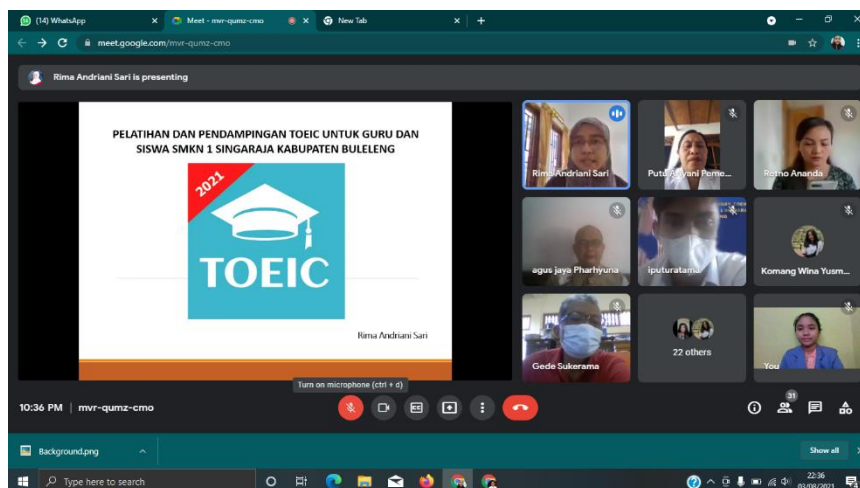 (14) WhatsApp
Meet - mvr-qumz-cmo
New Tab
meet.google.com/mvr-qumz-cmo
Rima Andriani Sari is presenting
PELATIHAN DAN PENDAMPINGAN TOEIC UNTUK GURU DAN
SISWA SMKN 1 SINGARAJA KABUPATEN BULELENG
2021
TOEIC
Rima Andriani Sari
Rima Andriani Sari
Retno Ananda
agus jaya Pharhyuna
iputuratama
Komang Wina Yusm...
Gede Sukerama
22 others
You
Turn on microphone (ctrl + d)
10:36 PM | mvr-qumz-cmo
31
Background.png
Show all
Type here to search
22:36
03/08/2021